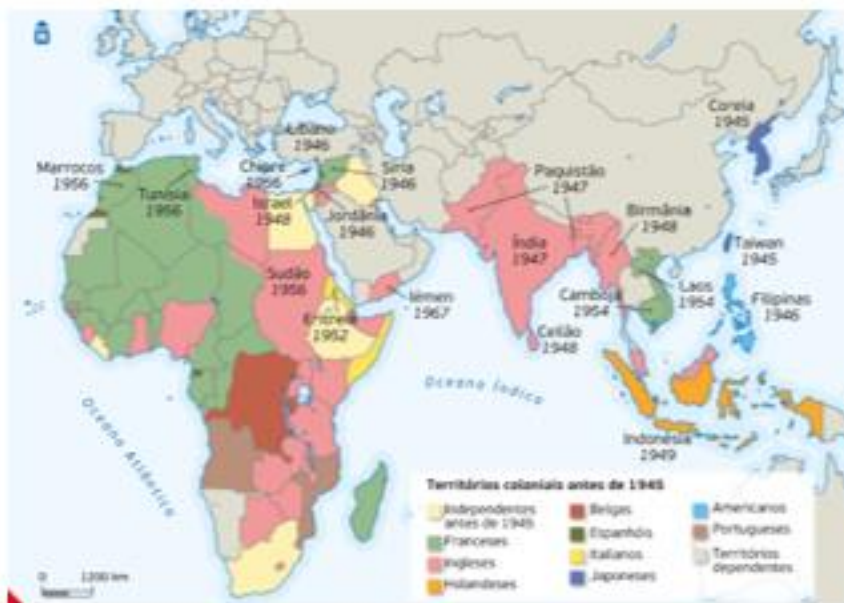 Coreia
1945
Líbano
1946
Marrocos
1956
Chipre
1956
Síria
1946
Paquistão
1947
Tunísia
1956
Israel
1948
Jordânia
1946
Birmânia
1948
Índia
1947
Taiwan
1945
Sudão
1956
Iémen
1967
Camboja
1954
Laos
1954
Filipinas
1946
Eritreia
1952
Ceilão
1948
Oceano Índico
Oceano Atlântico
Indonésia
1949
Territórios coloniais antes de 1945
Independentes
antes de 1945
Franceses
Ingleses
Holandeses
Belgas
Espanhóis
Italianos
Japoneses
Americanos
Portugueses
Territórios
dependentes
0 1200 km